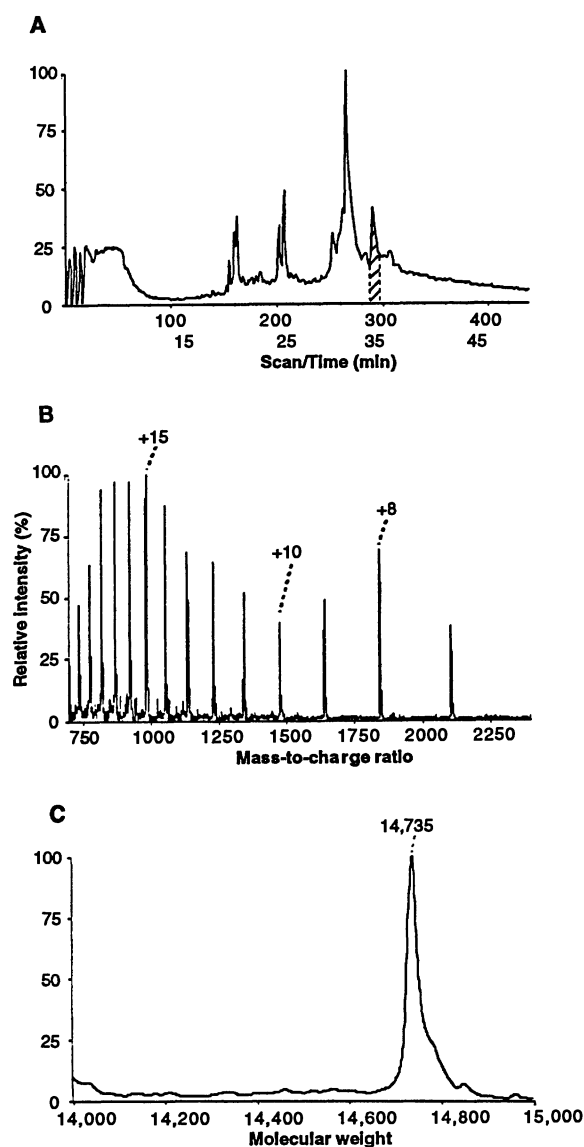 A
100
75
50
25
0
100 200 300 400
15 25 35 45
Scan/Time (min)
B
+15
+10
+8
100
75
50
25
0
Relative intensity (%)
750 1000 1250 1500 1750 2000 2250
Mass-to-charge ratio
C
14,735
100
75
50
25
0
14,000 14,200 14,400 14,600 14,800 15,000
Molecular weight